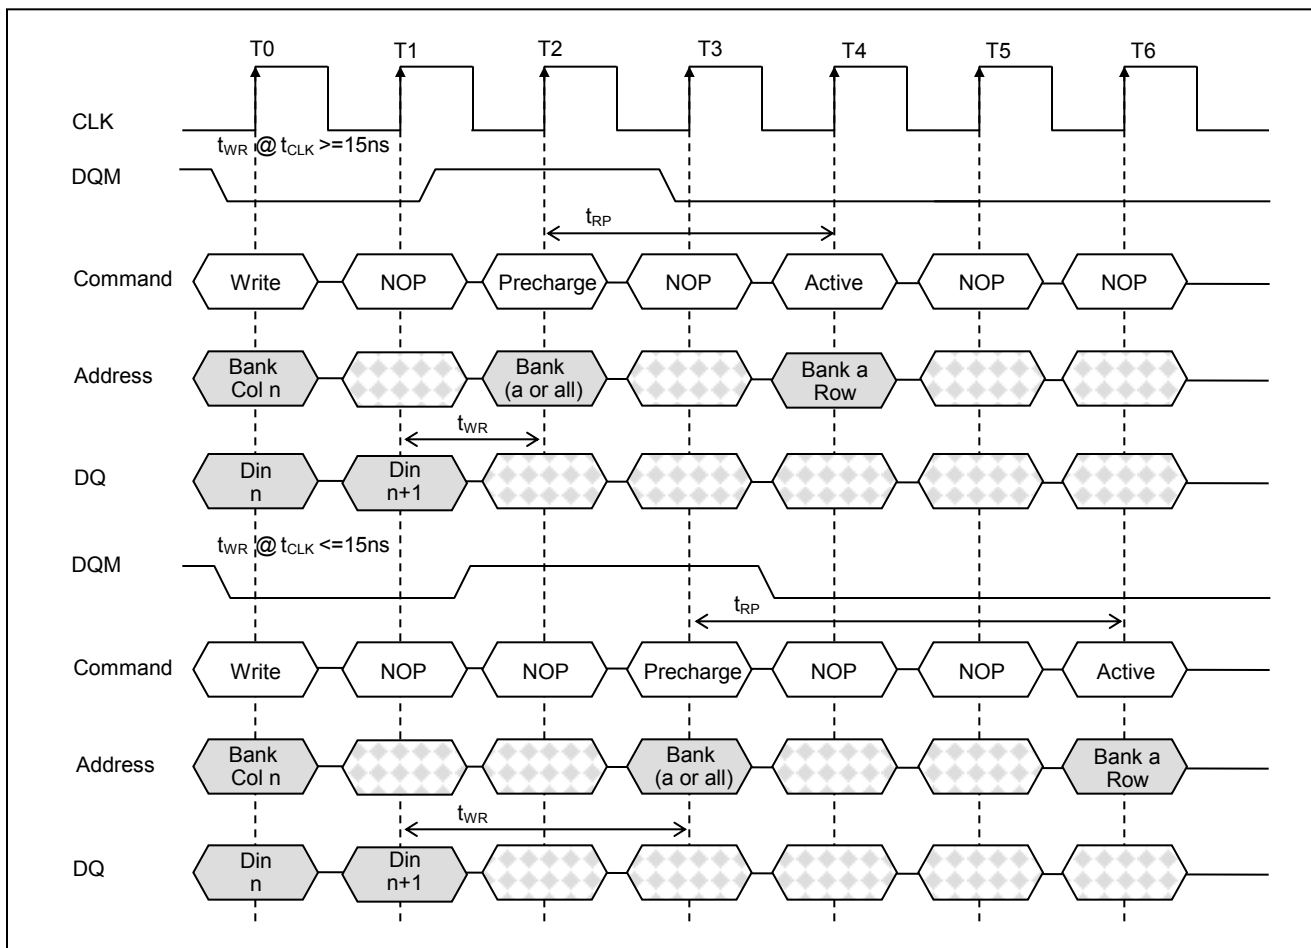 T0 T1 T2 T3 T4 T5 T6
CLK
tWR @ tCLK >=15ns
DQM
tRP
Command Write NOP Precharge NOP Active NOP NOP
Address Bank Col n Bank (a or all) Bank a Row
tWR
DQ Din n Din n+1
tWR @ tCLK <=15ns
DQM
tRP
Command Write NOP NOP Precharge NOP NOP Active
Address Bank Col n Bank (a or all) Bank a Row
tWR
DQ Din n Din n+1